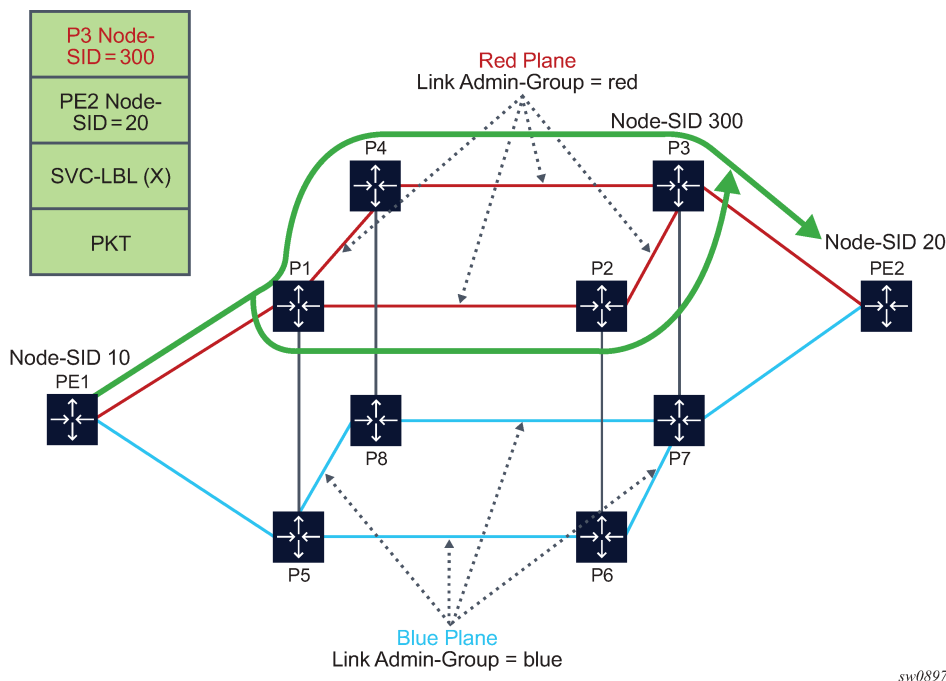 P3 Node-
SID = 300
PE2 Node-
SID = 20
SVC-LBL (X)
PKT
Red Plane
Link Admin-Group = red
Node-SID 300
P4
P3
Node-SID 20
PE2
P1
P2
Node-SID 10
PE1
P8
P7
P5
P6
Blue Plane
Link Admin-Group = blue
sw0897